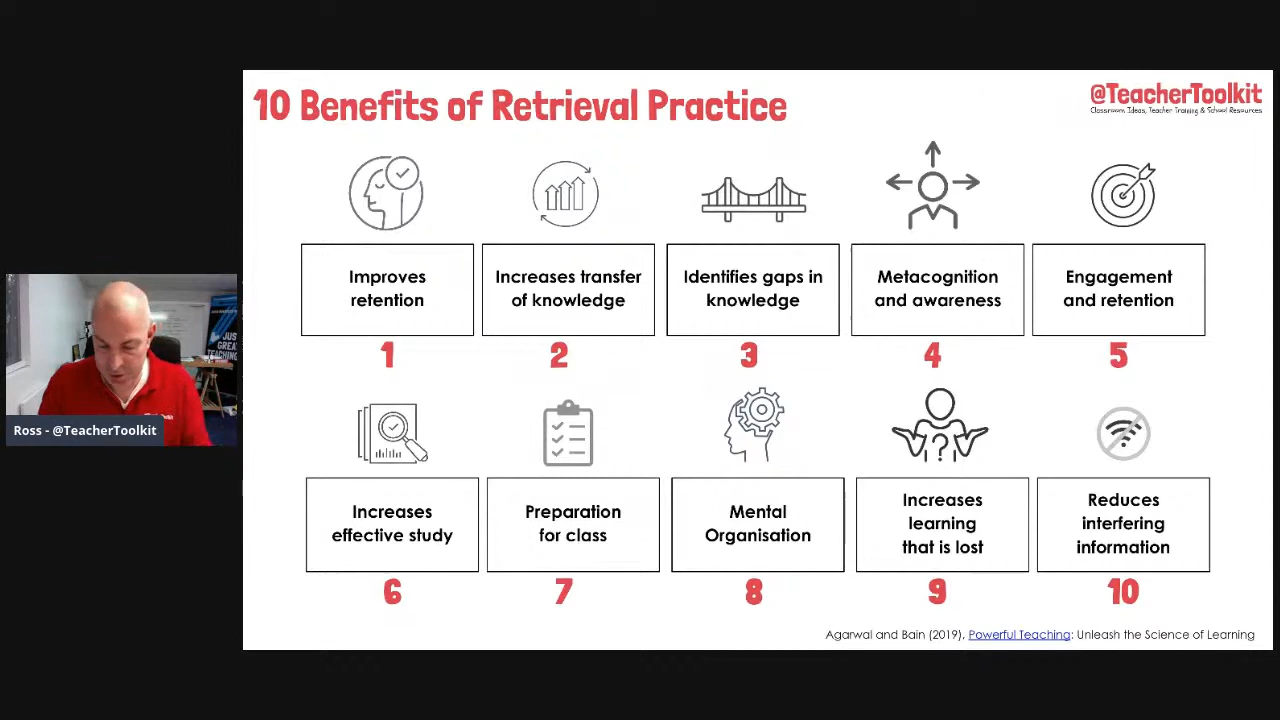 10 Benefits of Retrieval Practice
@TeacherToolkit
Classroom Ideas, Teacher Training & School Resources
Improves
retention
1
Increases transfer
of knowledge
2
Identifies gaps in
knowledge
3
Metacognition
and awareness
4
Engagement
and retention
5
JUST
GREAT
TEACHING
Ross - @TeacherToolkit
Increases
effective study
6
Preparation
for class
7
Mental
Organisation
8
?
Increases
learning
that is lost
9
Reduces
interfering
information
10
Agarwal and Bain (2019), Powerful Teaching: Unleash the Science of Learning